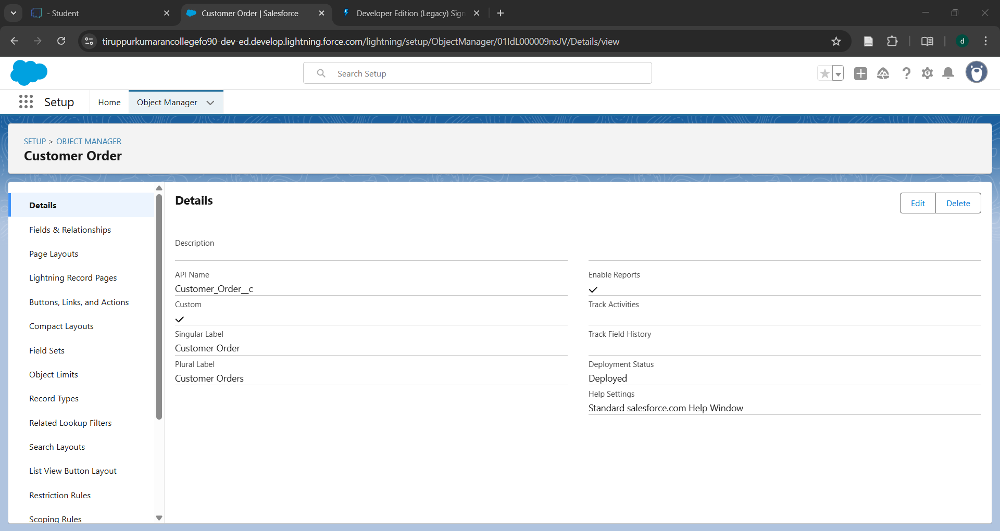 - Student
Customer Order | Salesforce
Developer Edition (Legacy) Sign
tiruppurkumarancollegefo90-dev-ed.develop.lightning.force.com/lightning/setup/ObjectManager/01IdL000009nxJV/Details/view
d
Search Setup
Setup
Home
Object Manager
SETUP > OBJECT MANAGER
Customer Order
Details
Fields & Relationships
Page Layouts
Lightning Record Pages
Buttons, Links, and Actions
Compact Layouts
Field Sets
Object Limits
Record Types
Related Lookup Filters
Search Layouts
List View Button Layout
Restriction Rules
Scoping Rules
Details
Edit
Delete
Description
API Name
Customer_Order__c
Custom
Singular Label
Customer Order
Plural Label
Customer Orders
Enable Reports
Track Activities
Track Field History
Deployment Status
Deployed
Help Settings
Standard salesforce.com Help Window